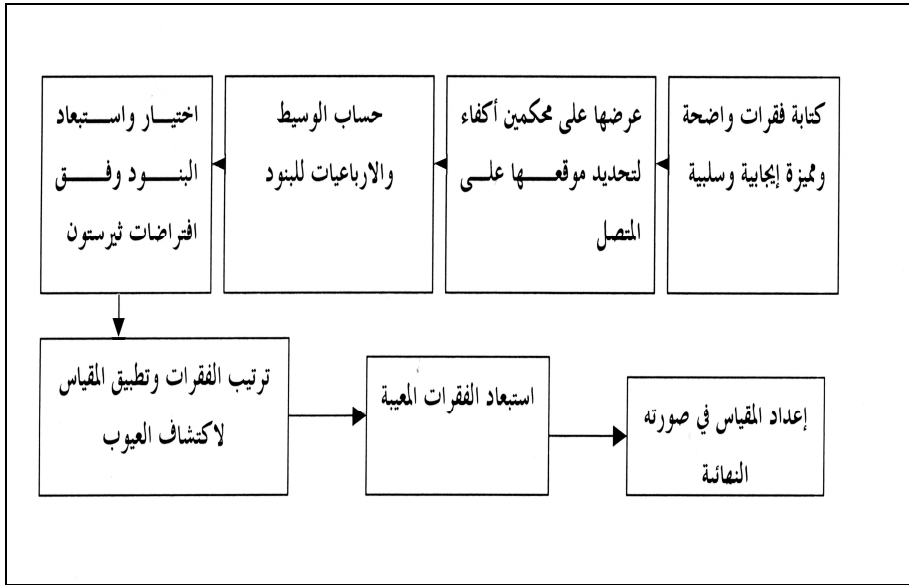 كتابة فقرات واضحة
ومميزة إيجابية وسلبية
عرضها على محكمين أكفاء
لتحديد موقعها على
المتصل
حساب الوسيط
والارباعيات للبنود
اختيار واستبعاد
البنود وفق
افتراضات ثيرستون
ترتيب الفقرات وتطبيق المقياس
لاكتشاف العيوب
استبعاد الفقرات المعيبة
إعداد المقياس في صورته
النهائية